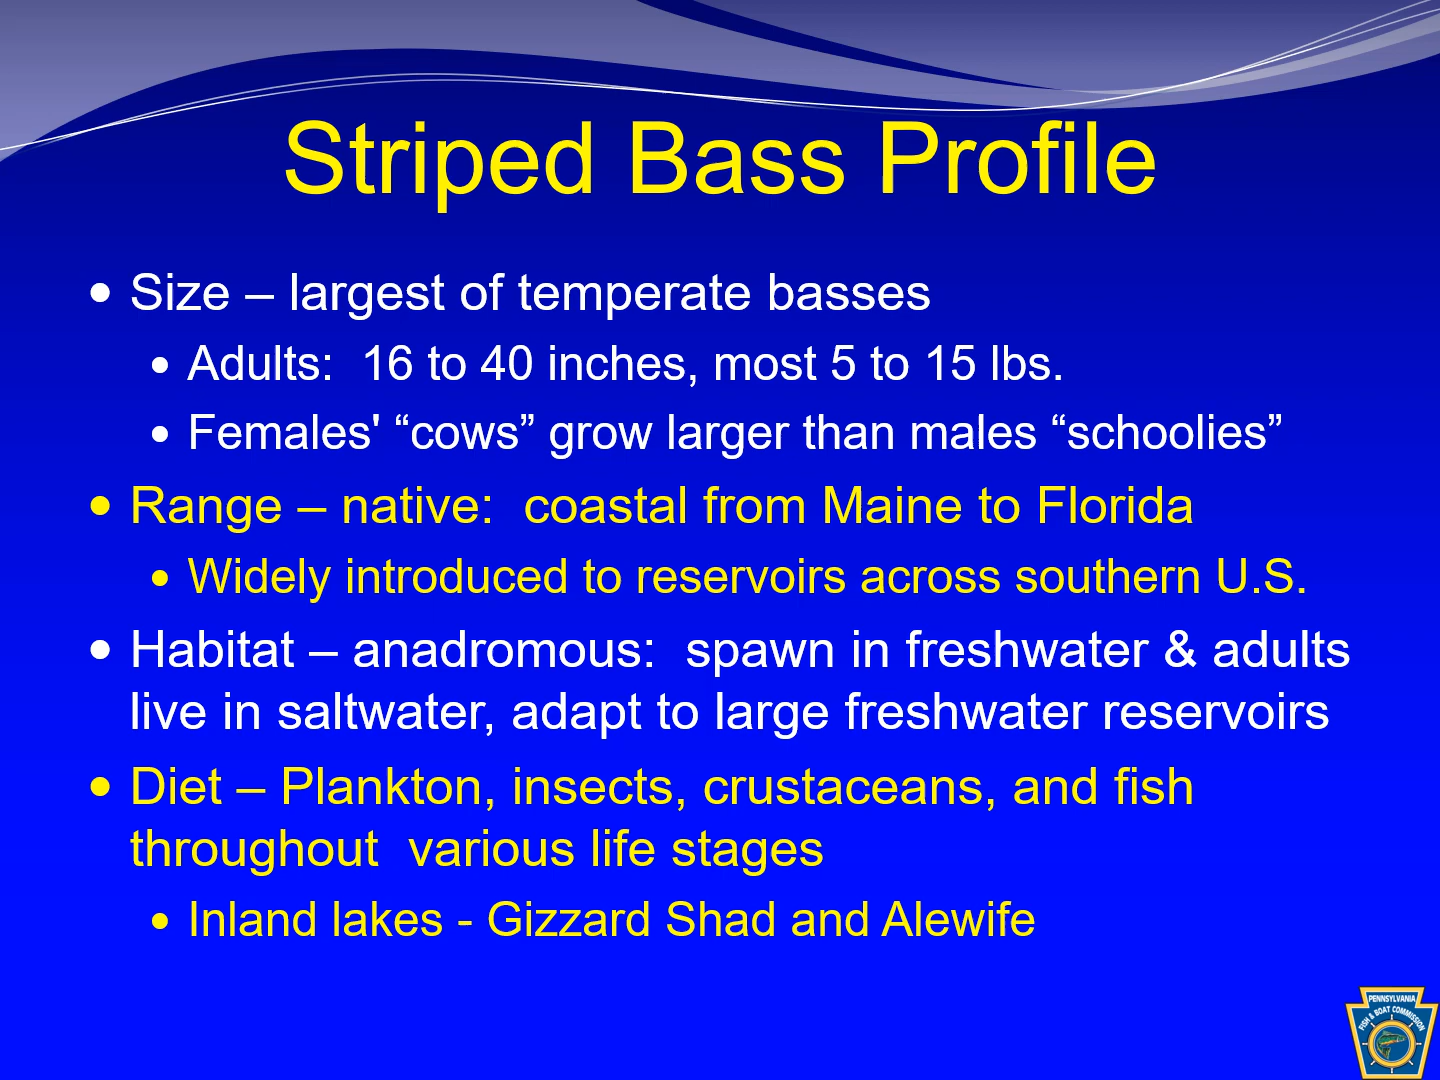 Striped Bass Profile
• Size – largest of temperate basses
• Adults:  16 to 40 inches, most 5 to 15 lbs.
• Females' “cows” grow larger than males “schoolies”
• Range – native:  coastal from Maine to Florida
• Widely introduced to reservoirs across southern U.S.
• Habitat – anadromous:  spawn in freshwater & adults
live in saltwater, adapt to large freshwater reservoirs
• Diet – Plankton, insects, crustaceans, and fish
throughout  various life stages
• Inland lakes - Gizzard Shad and Alewife
PENNSYLVANIA
FISH & BOAT COMMISSION